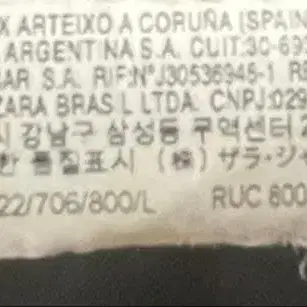 X ARTEIXO A CORUÑA (SPAIN
ARGENTINA S.A. CUIT:30-
AR S.A. RIF:Nº J30536945-1
ZARA BRASIL LTDA. CNPJ:029
시 강남구 삼성동 무역센터
한 품질표시 (株) ザラ・ジャ
22/706/800/L RUC 800